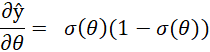 ∂ŷ/∂θ = σ(θ)(1 − σ(θ))